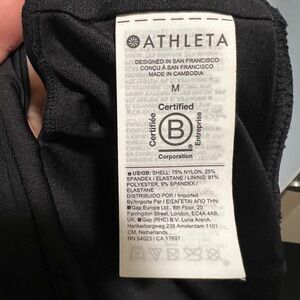 ATHLETA
DESIGNED IN SAN FRANCISCO
CONÇU À SAN FRANCISCO
MADE IN CAMBODIA
M
Certified
Certifiée
B
Entreprise
Corporation
US/GB: SHELL: 75% NYLON, 25%
SPANDEX / ELASTANE / LINING: 91%
POLYESTER, 9% SPANDEX /
ELASTANE
DISTRIBUIDO POR / Imported
By/Importe Par / ΕΙΣΑΓΕΤΑΙ ΑΠΟ ΤΗΝ:
Gap Europe Ltd., 8th Floor, 20
Farringdon Street, London, EC4A 4AB,
UK. Gap (RHC) B.V. Luna ArenA
Herikerbergweg 238 Amsterdam 1101
CM, Netherlands
RN 54023 / CA 17897